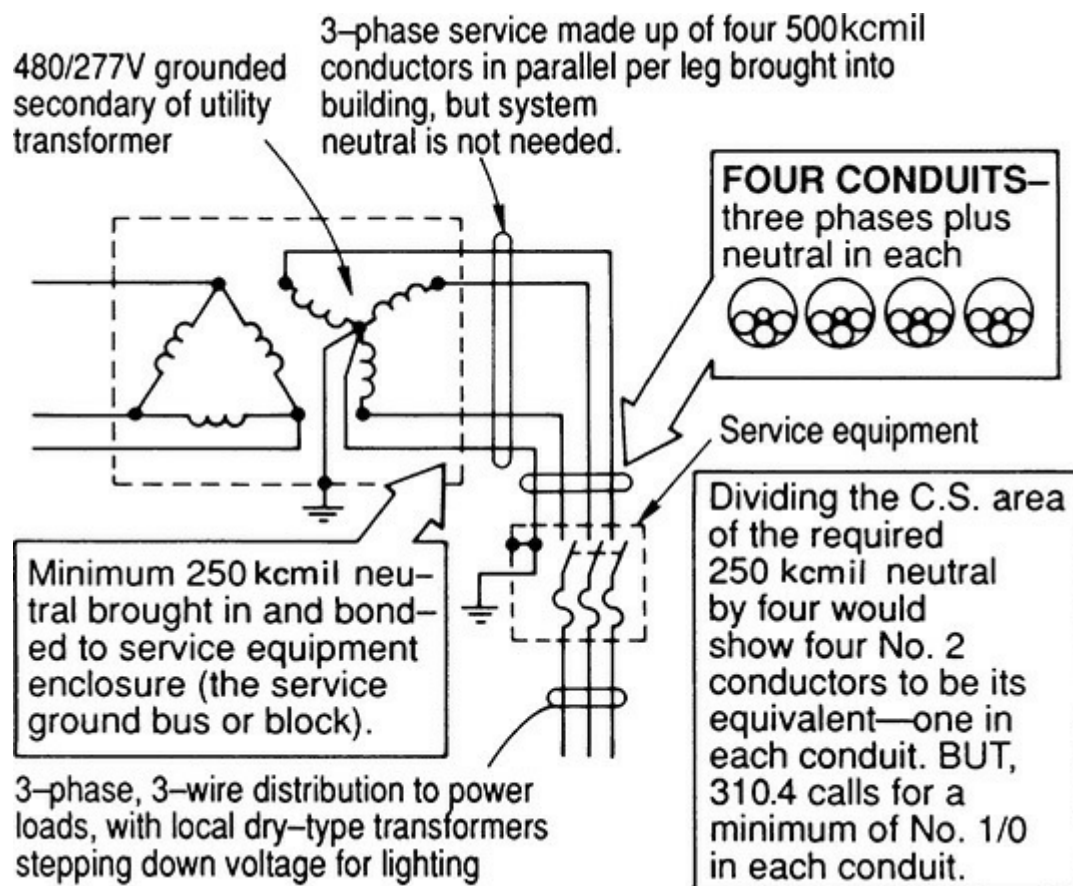 480/277V grounded
secondary of utility
transformer
3–phase service made up of four 500kcmil
conductors in parallel per leg brought into
building, but system
neutral is not needed.
FOUR CONDUITS–
three phases plus
neutral in each
Service equipment
Minimum 250 kcmil neu–
tral brought in and bond–
ed to service equipment
enclosure (the service
ground bus or block).
Dividing the C.S. area
of the required
250 kcmil neutral
by four would
show four No. 2
conductors to be its
equivalent—one in
each conduit. BUT,
310.4 calls for a
minimum of No. 1/0
in each conduit.
3–phase, 3–wire distribution to power
loads, with local dry–type transformers
stepping down voltage for lighting